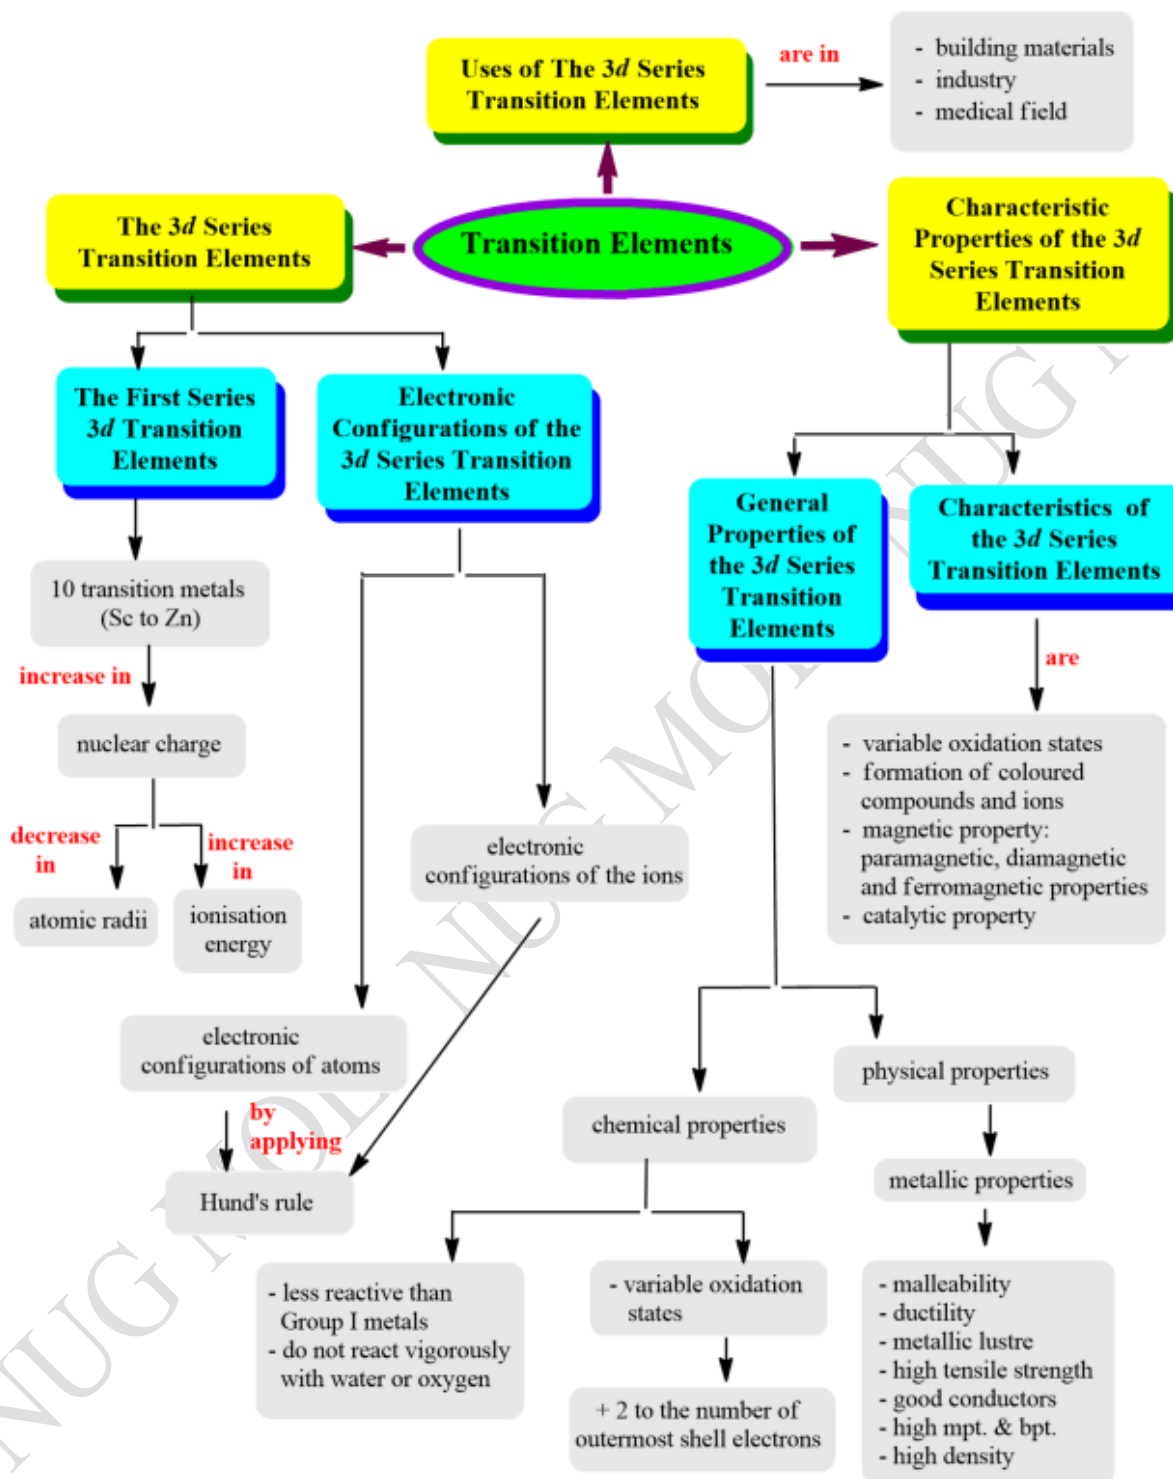 Uses of The 3d Series
Transition Elements
are in
- building materials
- industry
- medical field
Transition Elements
The 3d Series
Transition Elements
Characteristic
Properties of the 3d
Series Transition
Elements
The First Series
3d Transition
Elements
Electronic
Configurations of the
3d Series Transition
Elements
General
Properties of the
the 3d Series
Transition
Elements
Characteristics of
the 3d Series
Transition Elements
10 transition metals
(Sc to Zn)
increase in
nuclear charge
decrease
in
increase
in
atomic radii
ionisation
energy
electronic
configurations of the ions
electronic
configurations of atoms
by
applying
Hund's rule
are
- variable oxidation states
- formation of coloured
compounds and ions
- magnetic property:
paramagnetic, diamagnetic
and ferromagnetic properties
- catalytic property
chemical properties
physical properties
metallic properties
- less reactive than
Group I metals
- do not react vigorously
with water or oxygen
- variable oxidation
states
+ 2 to the number of
outermost shell electrons
- malleability
- ductility
- metallic lustre
- high tensile strength
- good conductors
- high mpt. & bpt.
- high density
NUG MOE, NUG MOE, NUG